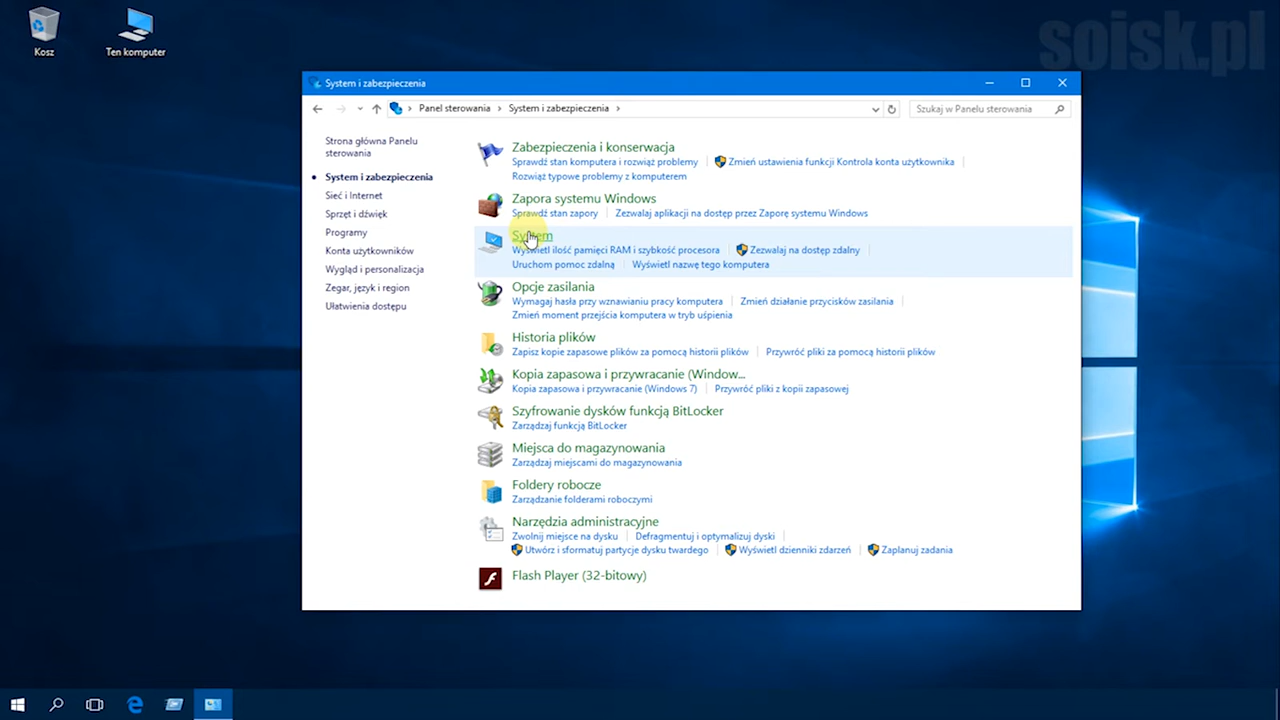 soisk.pl
Kosz
Ten komputer
System i zabezpieczenia
Panel sterowania System i zabezpieczenia
Szukaj w Panelu sterowania
Strona główna Panelu
sterowania
System i zabezpieczenia
Sieć i Internet
Sprzęt i dźwięk
Programy
Konta użytkowników
Wygląd i personalizacja
Zegar, język i region
Ułatwienia dostępu
Zabezpieczenia i konserwacja
Sprawdź stan komputera i rozwiąż problemy Zmień ustawienia funkcji Kontrola konta użytkownika
Rozwiąż typowe problemy z komputerem
Zapora systemu Windows
Sprawdź stan zapory Zezwalaj aplikacji na dostęp przez Zaporę systemu Windows
System
Wyświetl ilość pamięci RAM i szybkość procesora Zezwalaj na dostęp zdalny
Uruchom pomoc zdalną Wyświetl nazwę tego komputera
Opcje zasilania
Wymagaj hasła przy wznawianiu pracy komputera Zmień działanie przycisków zasilania
Zmień moment przejścia komputera w tryb uśpienia
Historia plików
Zapisz kopie zapasowe plików za pomocą historii plików Przywróć pliki za pomocą historii plików
Kopia zapasowa i przywracanie (Window...
Kopia zapasowa i przywracanie (Windows 7) Przywróć pliki z kopii zapasowej
Szyfrowanie dysków funkcją BitLocker
Zarządzaj funkcją BitLocker
Miejsca do magazynowania
Zarządzaj miejscami do magazynowania
Foldery robocze
Zarządzanie folderami roboczymi
Narzędzia administracyjne
Zwolnij miejsce na dysku Defragmentuj i optymalizuj dyski
Utwórz i sformatuj partycje dysku twardego Wyświetl dzienniki zdarzeń Zaplanuj zadania
Flash Player (32-bitowy)